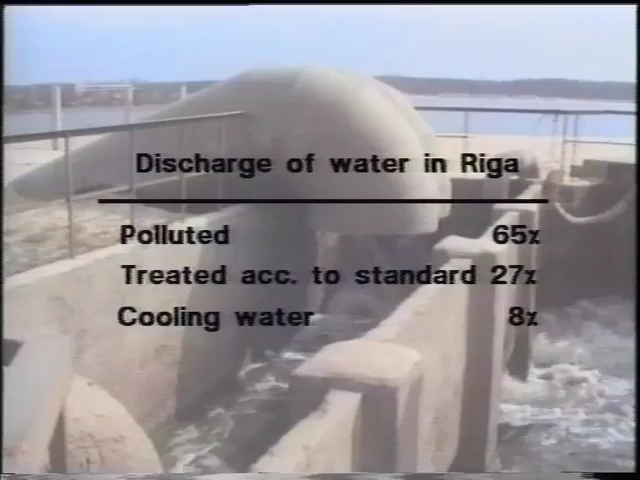 Discharge of water in Riga
Polluted 65%
Treated acc. to standard 27%
Cooling water 8%